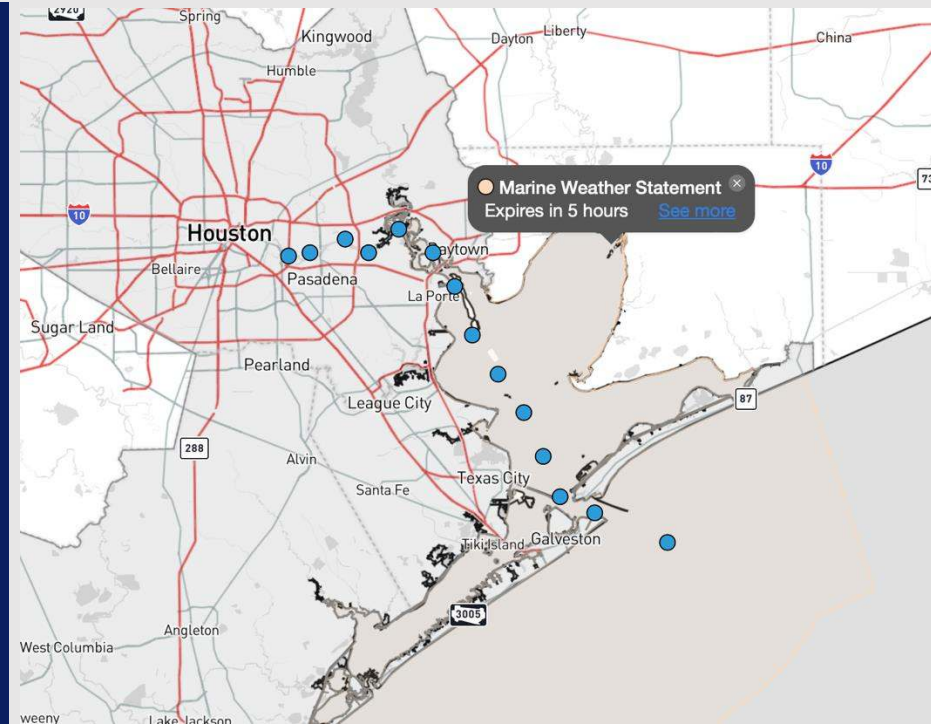 2920
Spring
Kingwood
Dayton
Liberty
China
Humble
10
73
Marine Weather Statement
Expires in 5 hours
See more
10
Houston
Baytown
Bellaire
Pasadena
La Porte
Sugar Land
Pearland
League City
87
288
Alvin
Texas City
Santa Fe
Tiki Island
Galveston
3005
Angleton
West Columbia
weeny
Lake Jackson